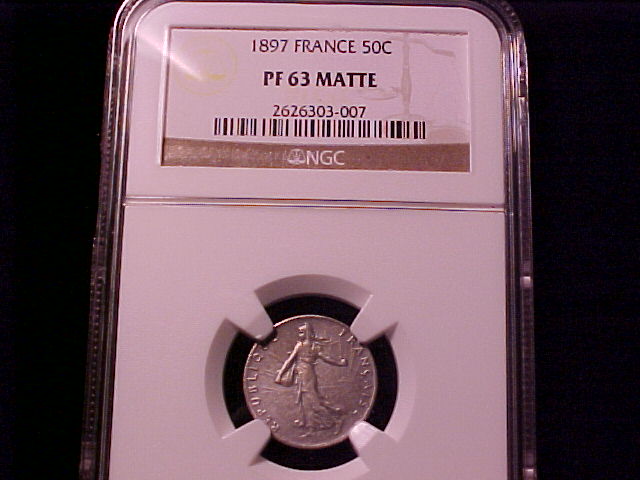 1897 FRANCE 50C
PF 63 MATTE
2626303-007
NGC
REPUBLIQUE FRANÇAISE